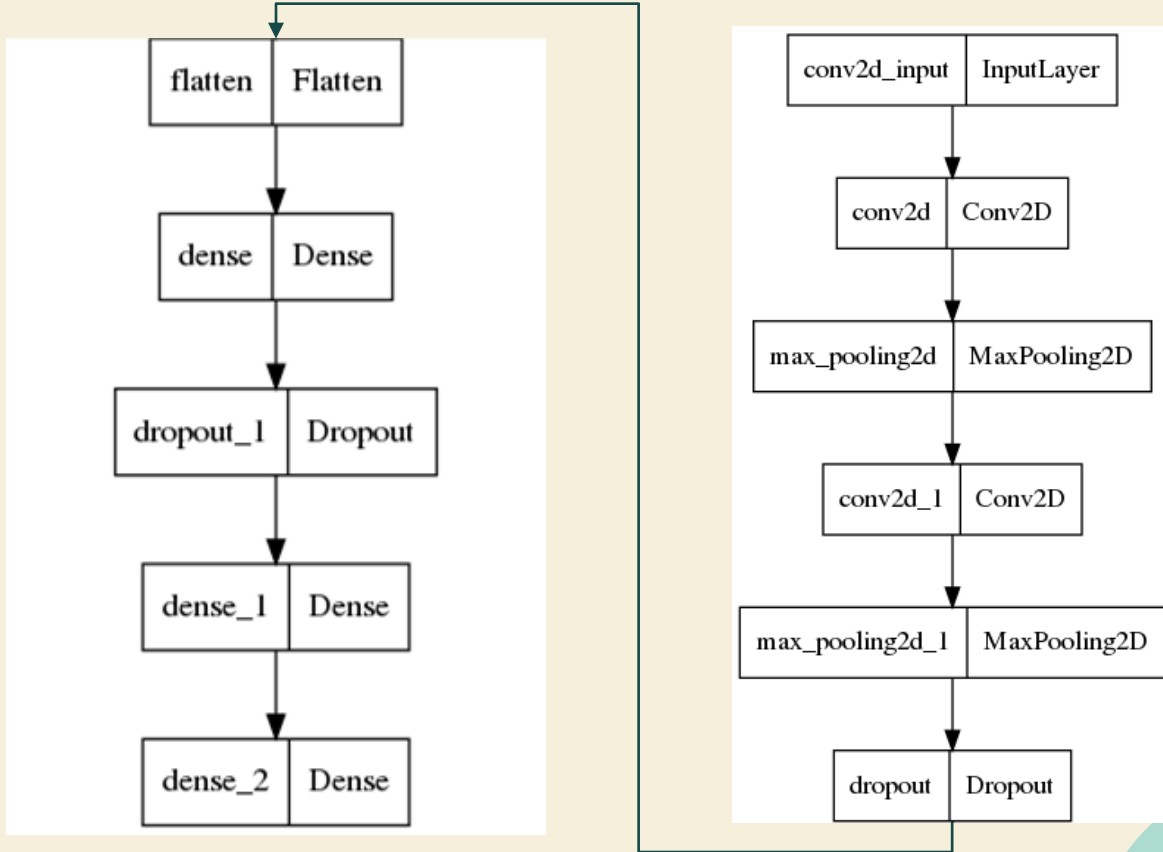 flatten Flatten
dense Dense
dropout_1 Dropout
dense_1 Dense
dense_2 Dense
conv2d_input InputLayer
conv2d Conv2D
max_pooling2d MaxPooling2D
conv2d_1 Conv2D
max_pooling2d_1 MaxPooling2D
dropout Dropout